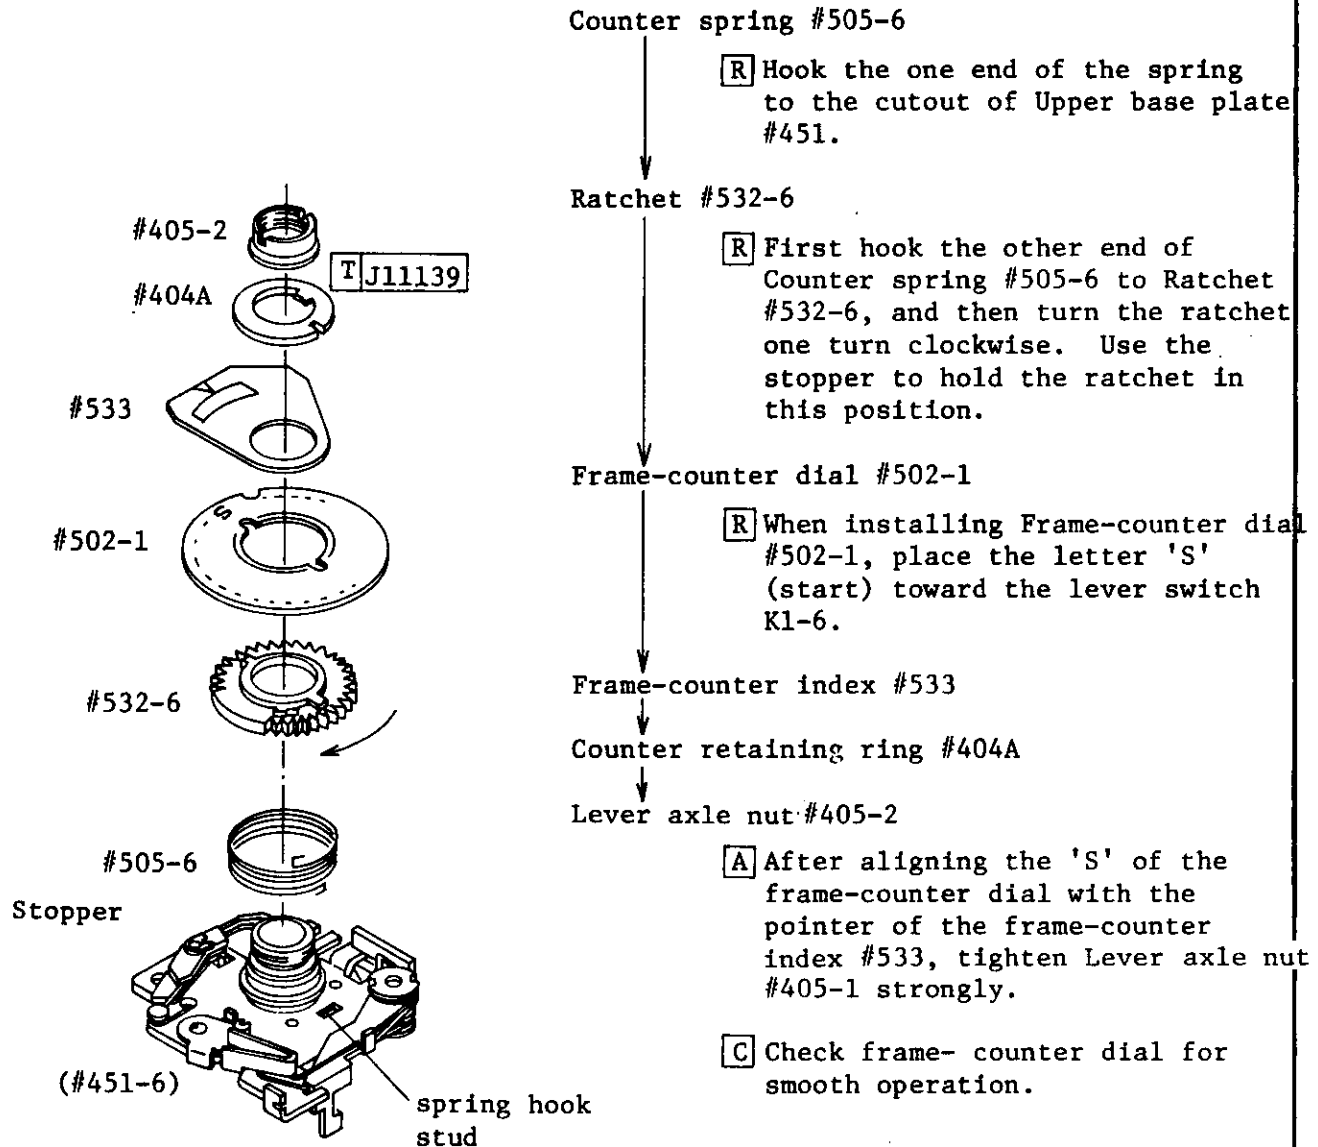 Counter spring #505-6
R Hook the one end of the spring
to the cutout of Upper base plate
#451.
Ratchet #532-6
R First hook the other end of
Counter spring #505-6 to Ratchet
#532-6, and then turn the ratchet
one turn clockwise. Use the
stopper to hold the ratchet in
this position.
Frame-counter dial #502-1
R When installing Frame-counter dial
#502-1, place the letter 'S'
(start) toward the lever switch
K1-6.
Frame-counter index #533
Counter retaining ring #404A
Lever axle nut #405-2
A After aligning the 'S' of the
frame-counter dial with the
pointer of the frame-counter
index #533, tighten Lever axle nut
#405-1 strongly.
C Check frame- counter dial for
smooth operation.
#405-2
T J11139
#404A
#533
S
#502-1
#532-6
#505-6
Stopper
(#451-6)
spring hook
stud